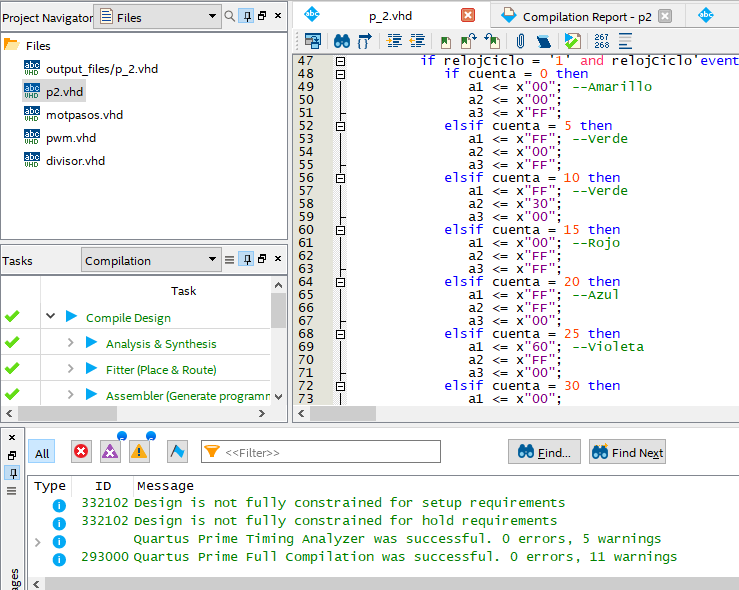 Project Navigator Files
Files
output_files/p_2.vhd
p2.vhd
motpasos.vhd
pwm.vhd
divisor.vhd
Tasks Compilation
Task
Compile Design
Analysis & Synthesis
Fitter (Place & Route)
Assembler (Generate programm
p_2.vhd
Compilation Report - p2
267
268
47 if relojCiclo = '1' and relojCiclo'event
48 if cuenta = 0 then
49 a1 <= x"00"; --Amarillo
50 a2 <= x"00";
51 a3 <= x"FF";
52 elsif cuenta = 5 then
53 a1 <= x"FF"; --Verde
54 a2 <= x"00";
55 a3 <= x"FF";
56 elsif cuenta = 10 then
57 a1 <= x"FF"; --Verde
58 a2 <= x"30";
59 a3 <= x"00";
60 elsif cuenta = 15 then
61 a1 <= x"00"; --Rojo
62 a2 <= x"FF";
63 a3 <= x"FF";
64 elsif cuenta = 20 then
65 a1 <= x"FF"; --Azul
66 a2 <= x"FF";
67 a3 <= x"00";
68 elsif cuenta = 25 then
69 a1 <= x"60"; --Violeta
70 a2 <= x"FF";
71 a3 <= x"00";
72 elsif cuenta = 30 then
73 a1 <= x"00";
All <<Filter>> Find... Find Next
Type ID Message
332102 Design is not fully constrained for setup requirements
332102 Design is not fully constrained for hold requirements
Quartus Prime Timing Analyzer was successful. 0 errors, 5 warnings
293000 Quartus Prime Full Compilation was successful. 0 errors, 11 warnings